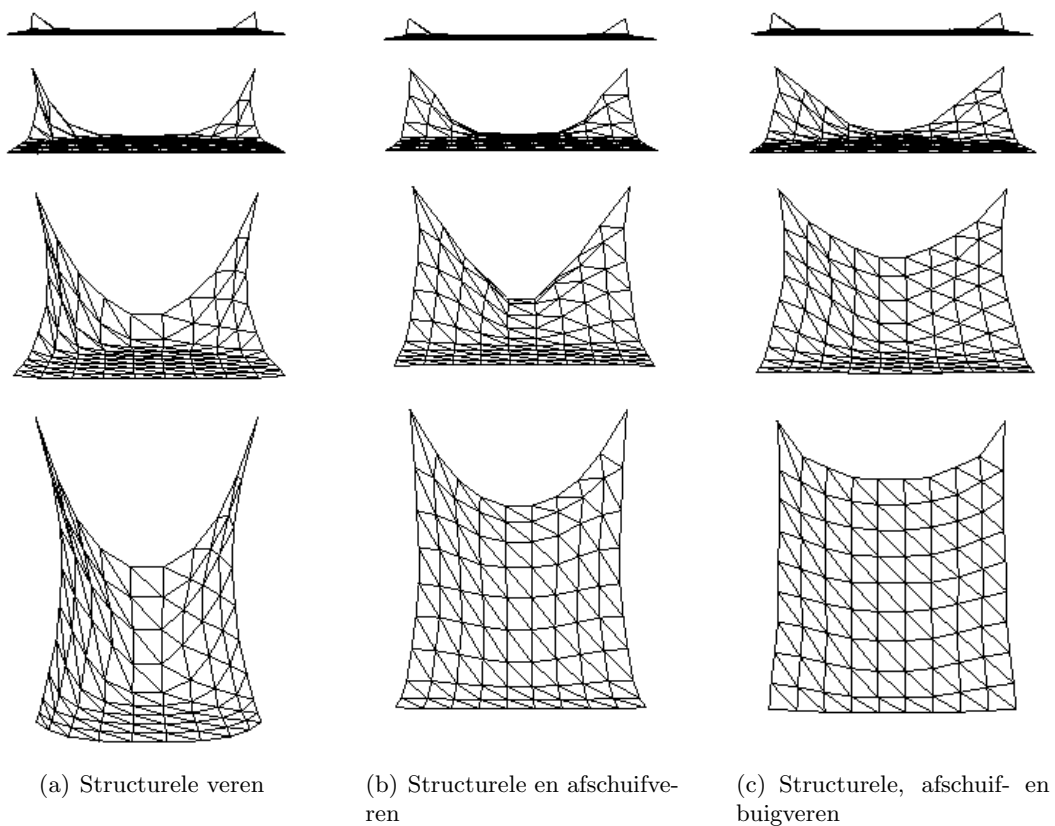 (a) Structurele veren
(b) Structurele en afschuifve-
ren
(c) Structurele, afschuif- en
buigveren